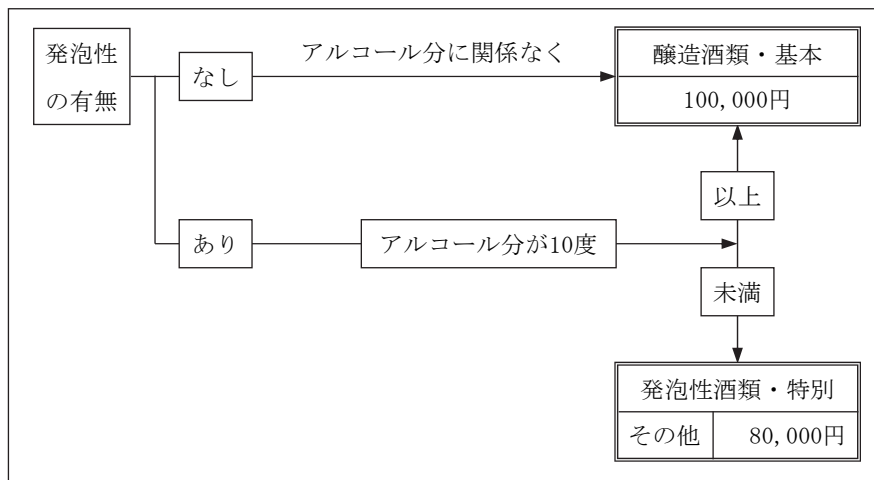 発泡性
の有無
なし
アルコール分に関係なく
醸造酒類・基本
100,000円
以上
あり
アルコール分が10度
未満
発泡性酒類・特別
その他
80,000円